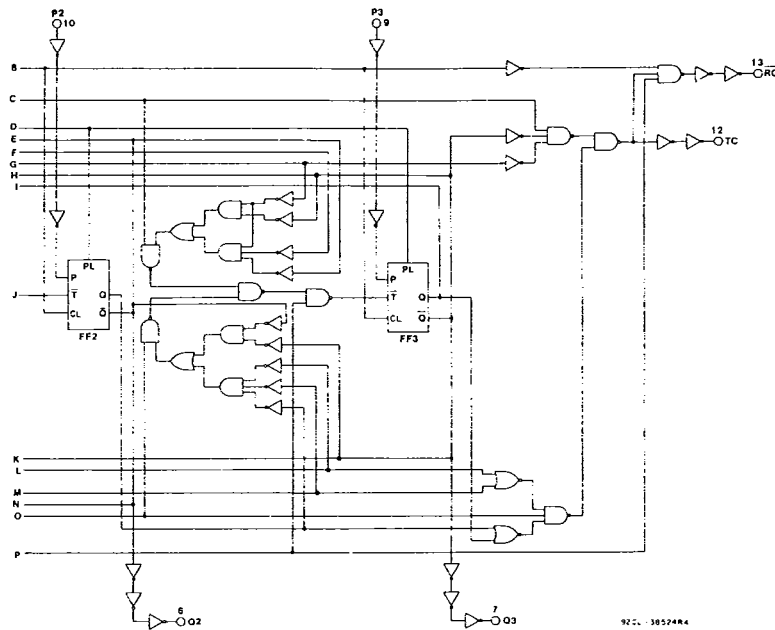 P2
10
P3
9
B
C
D
E
F
G
H
I
13
RC
12
TC
PL
P
T
Q
CL
Q
FF2
J
PL
P
T
Q
CL
Q
FF3
K
L
M
N
O
P
6
Q2
7
Q3
92CL-38524R4